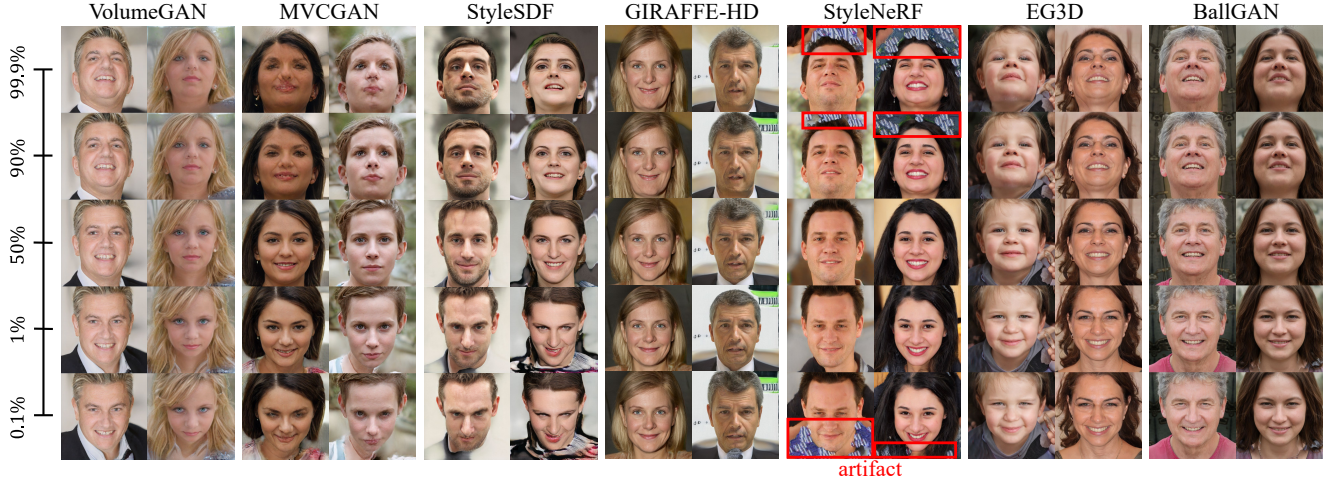 VolumeGAN MVCGAN StyleSDF GIRAFFE-HD StyleNeRF EG3D BallGAN
99.9%
90%
50%
1%
0.1%
artifact